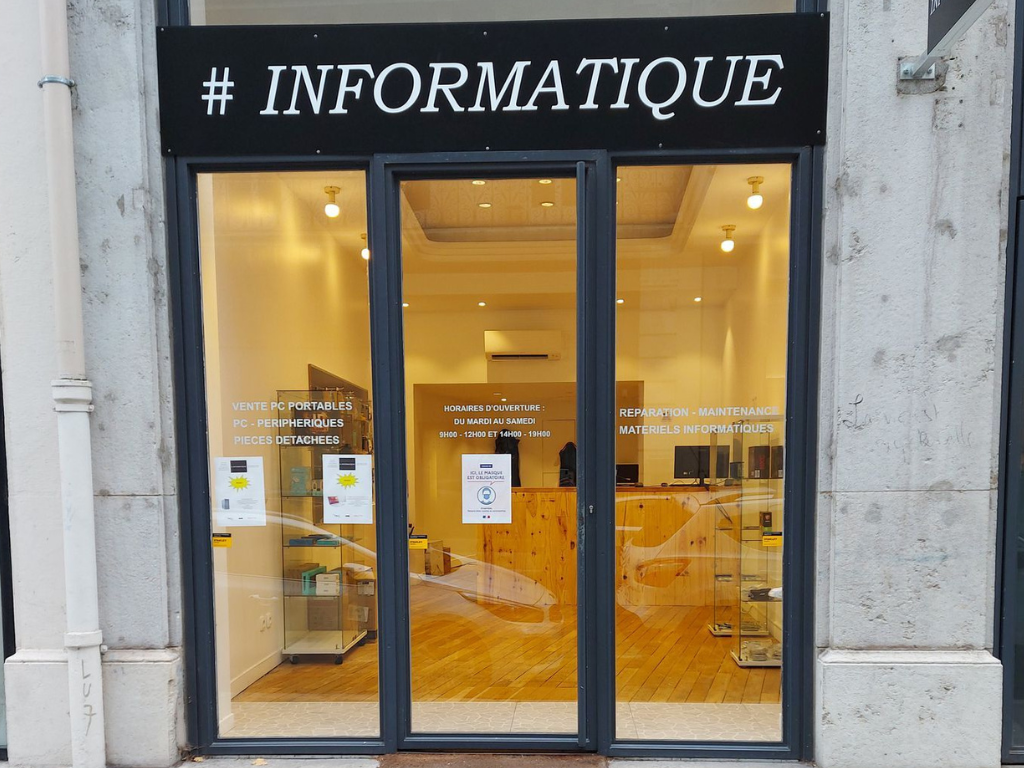 # INFORMATIQUE
VENTE PC PORTABLES
PC - PERIPHERIQUES
PIECES DETACHEES
HORAIRES D'OUVERTURE :
DU MARDI AU SAMEDI
9H00 - 12H00 ET 14H00 - 19H00
REPARATION - MAINTENANCE
MATERIELS INFORMATIQUES
ICI, LE MASQUE
EST OBLIGATOIRE
LU7